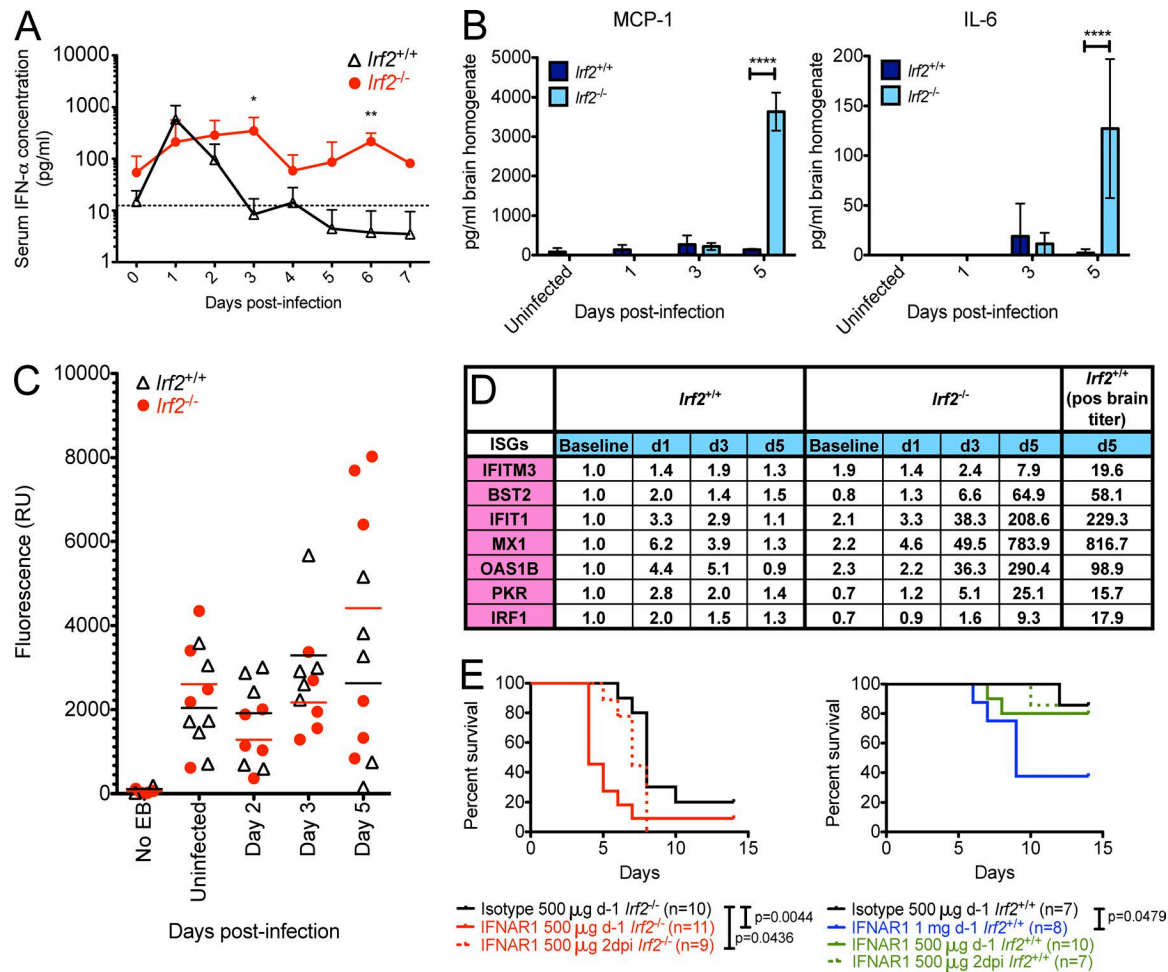 A
Serum IFN-α concentration
(pg/ml)
10000
1000
100
10
1
Irf2+/+
Irf2-/-
*
**
0 1 2 3 4 5 6 7
Days post-infection
B
MCP-1
pg/ml brain homogenate
5000
4000
3000
2000
1000
0
Irf2+/+
Irf2-/-
****
Uninfected 1 3 5
Days post-infection
IL-6
pg/ml brain homogenate
200
150
100
50
0
Irf2+/+
Irf2-/-
****
Uninfected 1 3 5
Days post-infection
C
Fluorescence (RU)
10000
8000
6000
4000
2000
0
Irf2+/+
Irf2-/-
No EB Uninfected Day 2 Day 3 Day 5
Days post-infection
D
Irf2+/+ Irf2-/- Irf2+/+
(pos brain
titer)
ISGs Baseline d1 d3 d5 Baseline d1 d3 d5 d5
IFITM3 1.0 1.4 1.9 1.3 1.9 1.4 2.4 7.9 19.6
BST2 1.0 2.0 1.4 1.5 0.8 1.3 6.6 64.9 58.1
IFIT1 1.0 3.3 2.9 1.1 2.1 3.3 38.3 208.6 229.3
MX1 1.0 6.2 3.9 1.3 2.2 4.6 49.5 783.9 816.7
OAS1B 1.0 4.4 5.1 0.9 2.3 2.2 36.3 290.4 98.9
PKR 1.0 2.8 2.0 1.4 0.7 1.2 5.1 25.1 15.7
IRF1 1.0 2.0 1.5 1.3 0.7 0.9 1.6 9.3 17.9
E
Percent survival
100
80
60
40
20
0
0 5 10 15
Days
Isotype 500 μg d-1 Irf2-/- (n=10)
IFNAR1 500 μg d-1 Irf2-/- (n=11)
IFNAR1 500 μg 2dpi Irf2-/- (n=9)
p=0.0044
p=0.0436
Percent survival
100
80
60
40
20
0
0 5 10 15
Days
Isotype 500 μg d-1 Irf2+/+ (n=7)
IFNAR1 1 mg d-1 Irf2+/+ (n=8)
IFNAR1 500 μg d-1 Irf2+/+ (n=10)
IFNAR1 500 μg 2dpi Irf2+/+ (n=7)
p=0.0479